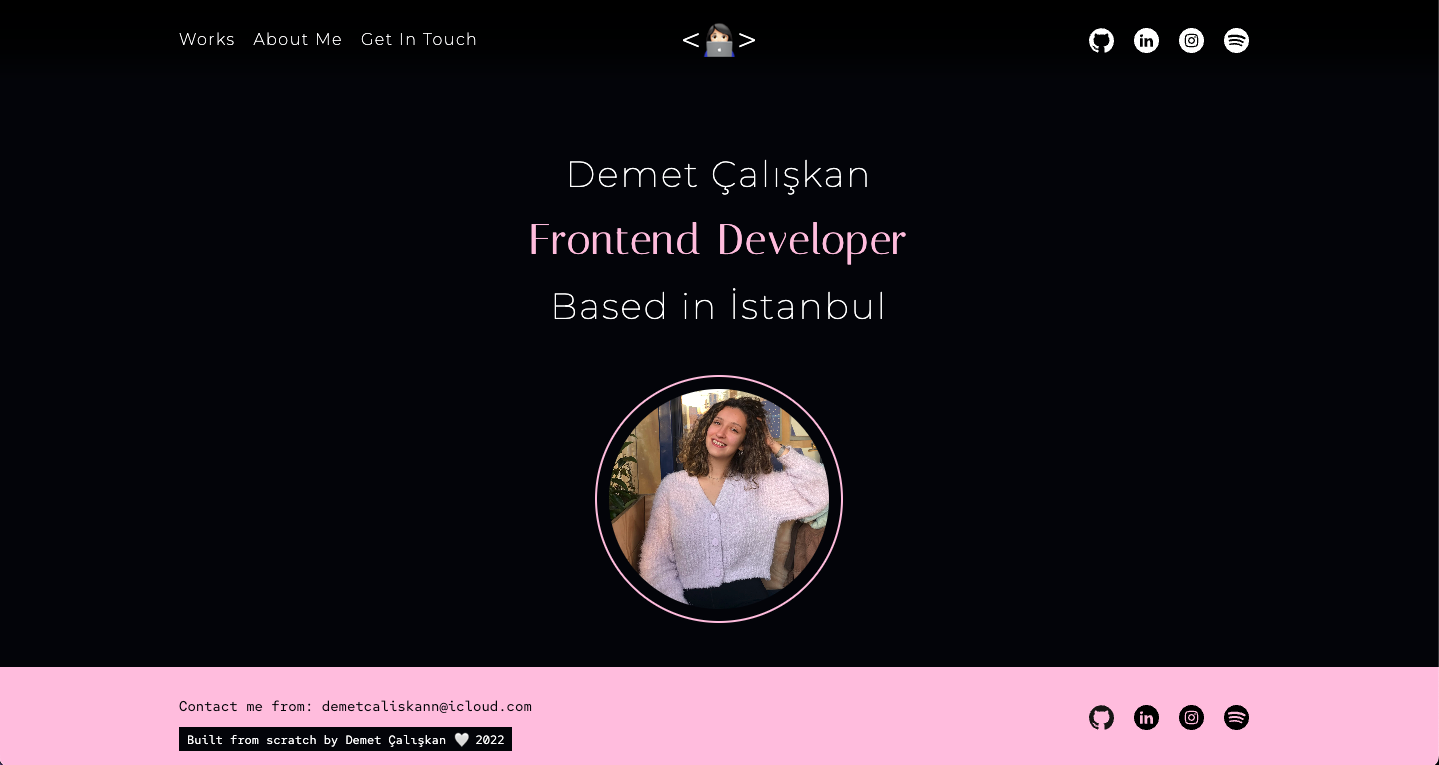 Works About Me Get In Touch
<👩🏻‍💻>
Demet Çalışkan
Frontend Developer
Based in İstanbul
Contact me from: demetcaliskann@icloud.com
Built from scratch by Demet Çalışkan 🤍 2022